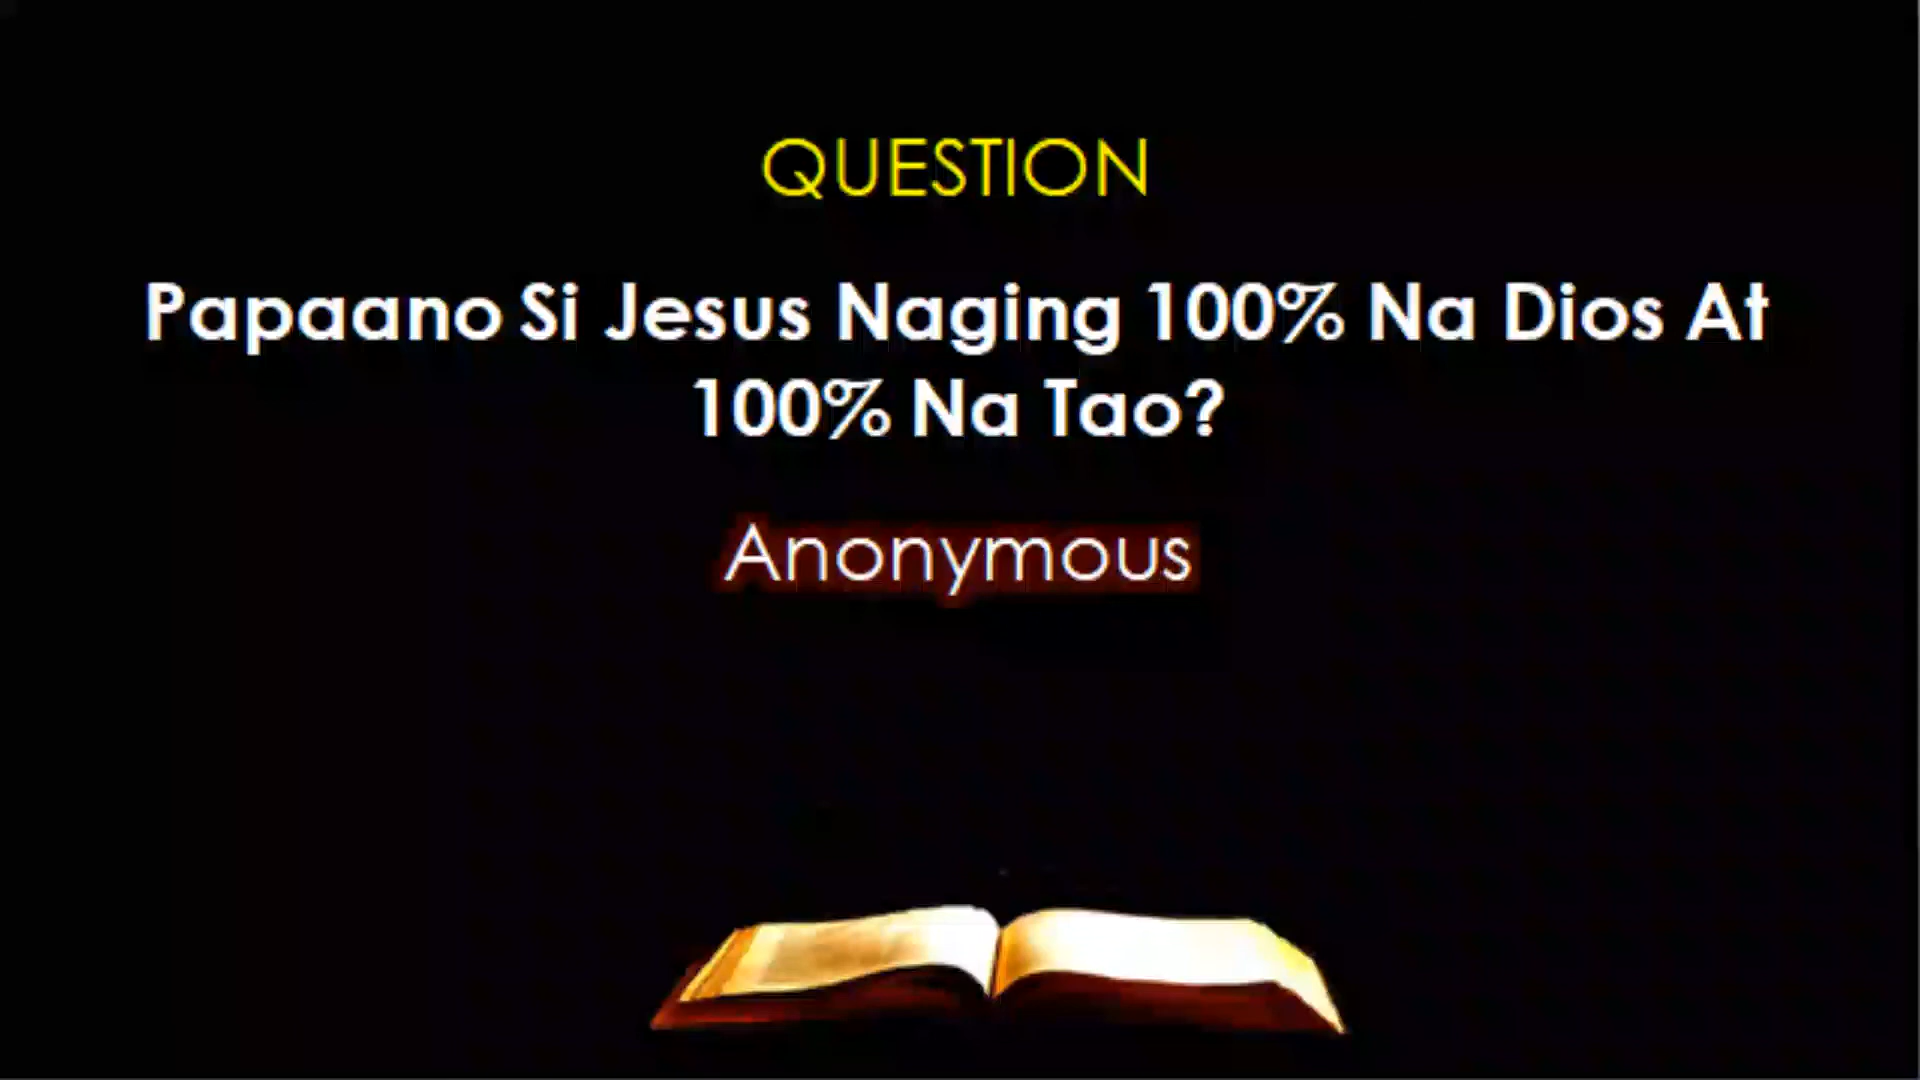 QUESTION
Papaano Si Jesus Naging 100% Na Dios At
100% Na Tao?
Anonymous